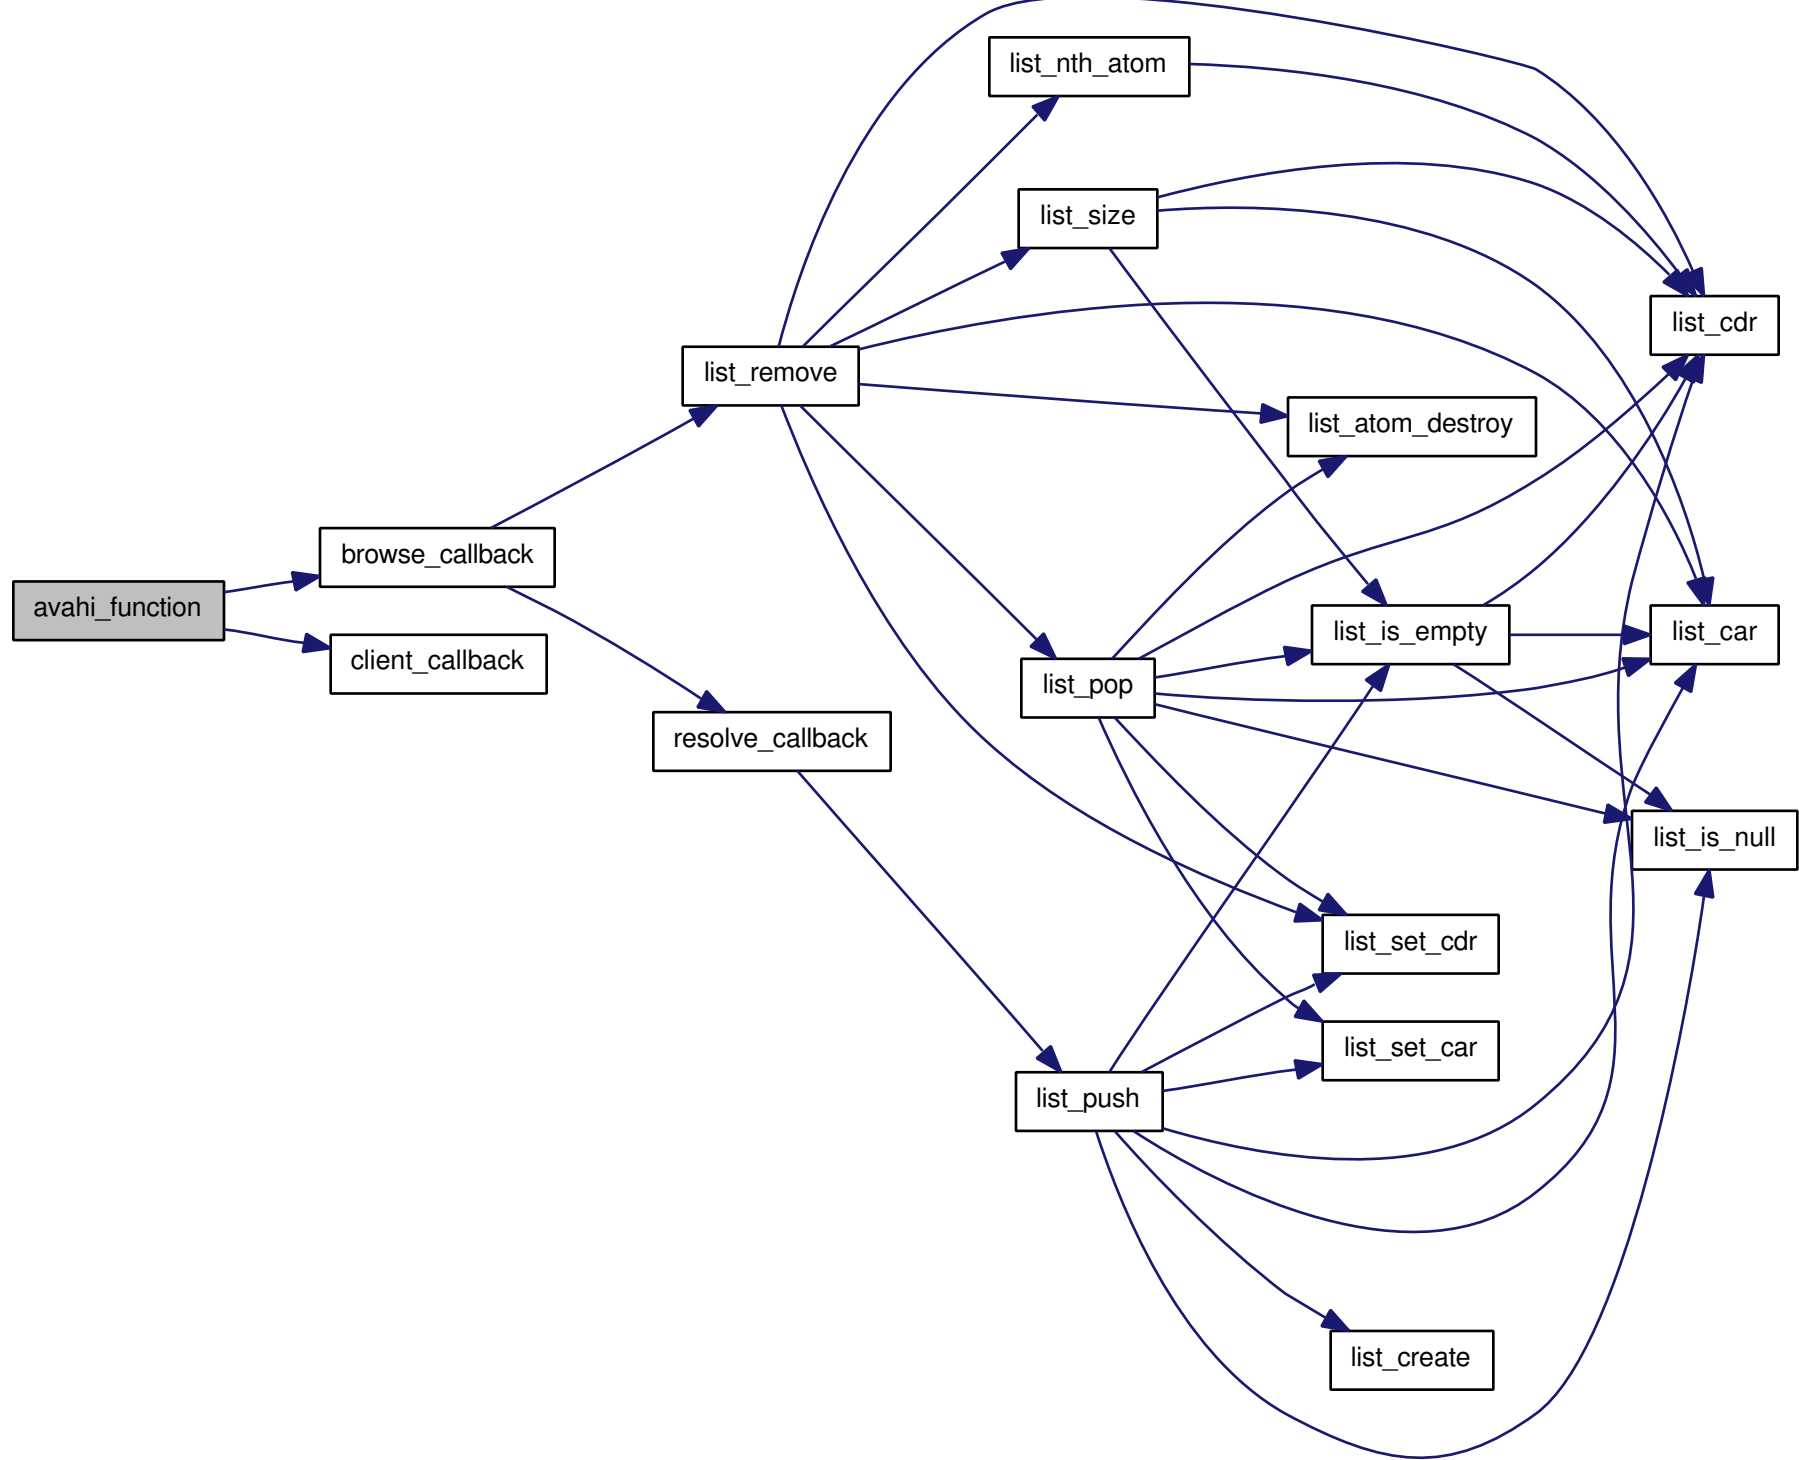 list_nth_atom
list_size
list_cdr
list_remove
list_atom_destroy
browse_callback
avahi_function
list_is_empty
list_car
client_callback
list_pop
resolve_callback
list_is_null
list_set_cdr
list_set_car
list_push
list_create